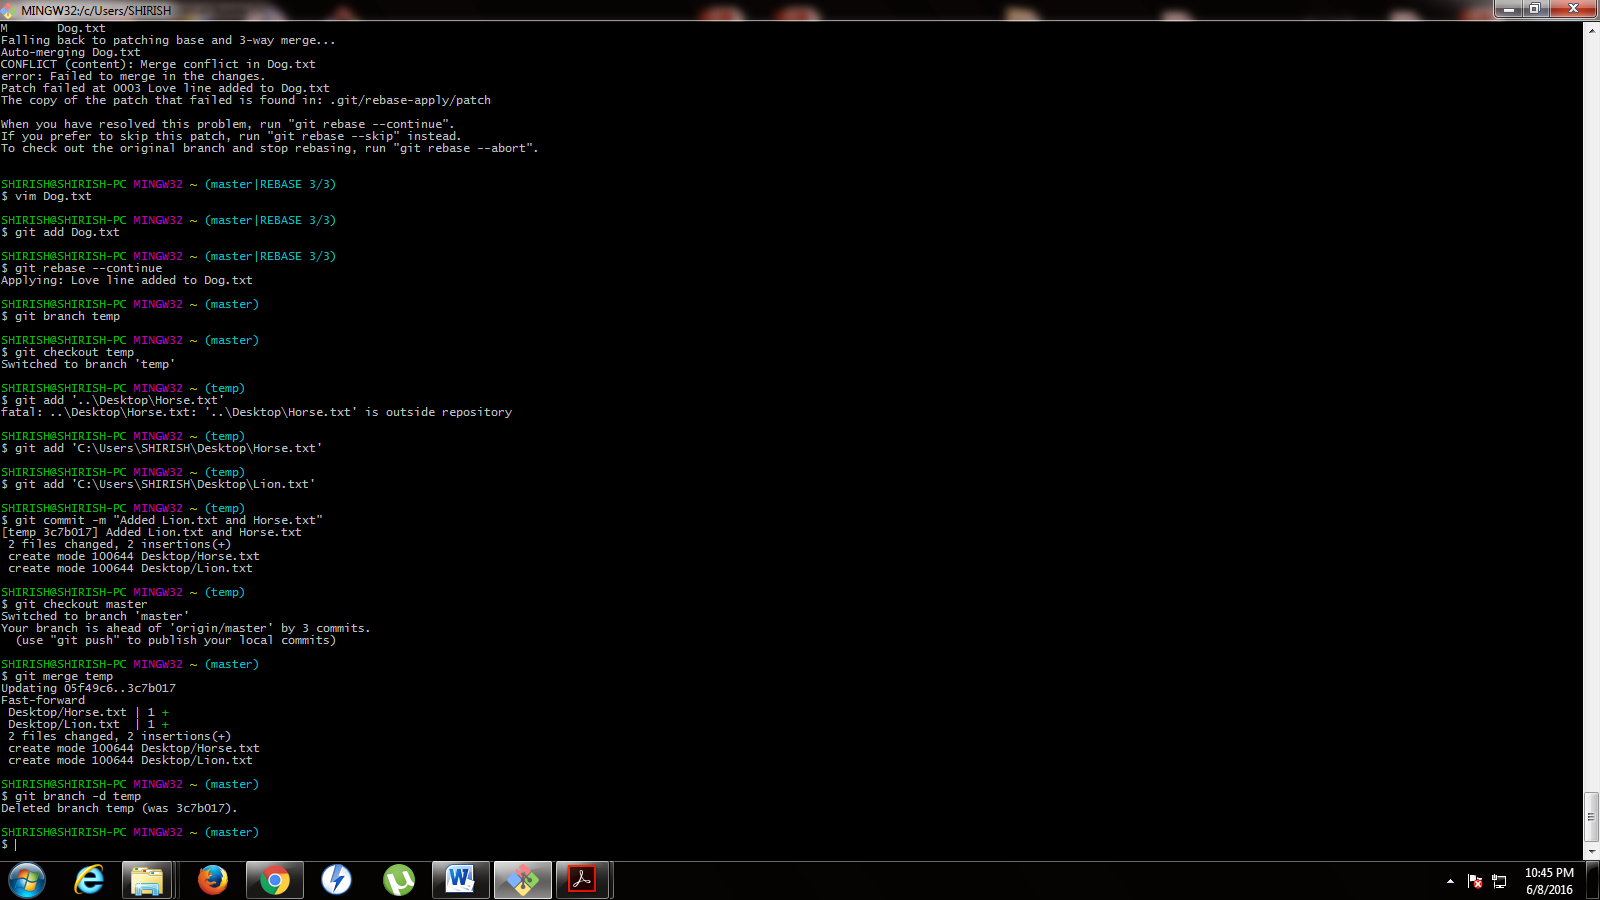 MINGW32:/c/Users/SHIRISH
M       Dog.txt
Falling back to patching base and 3-way merge...
Auto-merging Dog.txt
CONFLICT (content): Merge conflict in Dog.txt
error: Failed to merge in the changes.
Patch failed at 0003 Love line added to Dog.txt
The copy of the patch that failed is found in: .git/rebase-apply/patch

When you have resolved this problem, run "git rebase --continue".
If you prefer to skip this patch, run "git rebase --skip" instead.
To check out the original branch and stop rebasing, run "git rebase --abort".

SHIRISH@SHIRISH-PC MINGW32 ~ (master|REBASE 3/3)
$ vim Dog.txt

SHIRISH@SHIRISH-PC MINGW32 ~ (master|REBASE 3/3)
$ git add Dog.txt

SHIRISH@SHIRISH-PC MINGW32 ~ (master|REBASE 3/3)
$ git rebase --continue
Applying: Love line added to Dog.txt

SHIRISH@SHIRISH-PC MINGW32 ~ (master)
$ git branch temp

SHIRISH@SHIRISH-PC MINGW32 ~ (master)
$ git checkout temp
Switched to branch 'temp'

SHIRISH@SHIRISH-PC MINGW32 ~ (temp)
$ git add '..\Desktop\Horse.txt'
fatal: ..\Desktop\Horse.txt: '..\Desktop\Horse.txt' is outside repository

SHIRISH@SHIRISH-PC MINGW32 ~ (temp)
$ git add 'C:\Users\SHIRISH\Desktop\Horse.txt'

SHIRISH@SHIRISH-PC MINGW32 ~ (temp)
$ git add 'C:\Users\SHIRISH\Desktop\Lion.txt'

SHIRISH@SHIRISH-PC MINGW32 ~ (temp)
$ git commit -m "Added Lion.txt and Horse.txt"
[temp 3c7b017] Added Lion.txt and Horse.txt
 2 files changed, 2 insertions(+)
 create mode 100644 Desktop/Horse.txt
 create mode 100644 Desktop/Lion.txt

SHIRISH@SHIRISH-PC MINGW32 ~ (temp)
$ git checkout master
Switched to branch 'master'
Your branch is ahead of 'origin/master' by 3 commits.
  (use "git push" to publish your local commits)

SHIRISH@SHIRISH-PC MINGW32 ~ (master)
$ git merge temp
Updating 05f49c6..3c7b017
Fast-forward
 Desktop/Horse.txt | 1 +
 Desktop/Lion.txt  | 1 +
 2 files changed, 2 insertions(+)
 create mode 100644 Desktop/Horse.txt
 create mode 100644 Desktop/Lion.txt

SHIRISH@SHIRISH-PC MINGW32 ~ (master)
$ git branch -d temp
Deleted branch temp (was 3c7b017).

SHIRISH@SHIRISH-PC MINGW32 ~ (master)
$
10:45 PM
6/8/2016